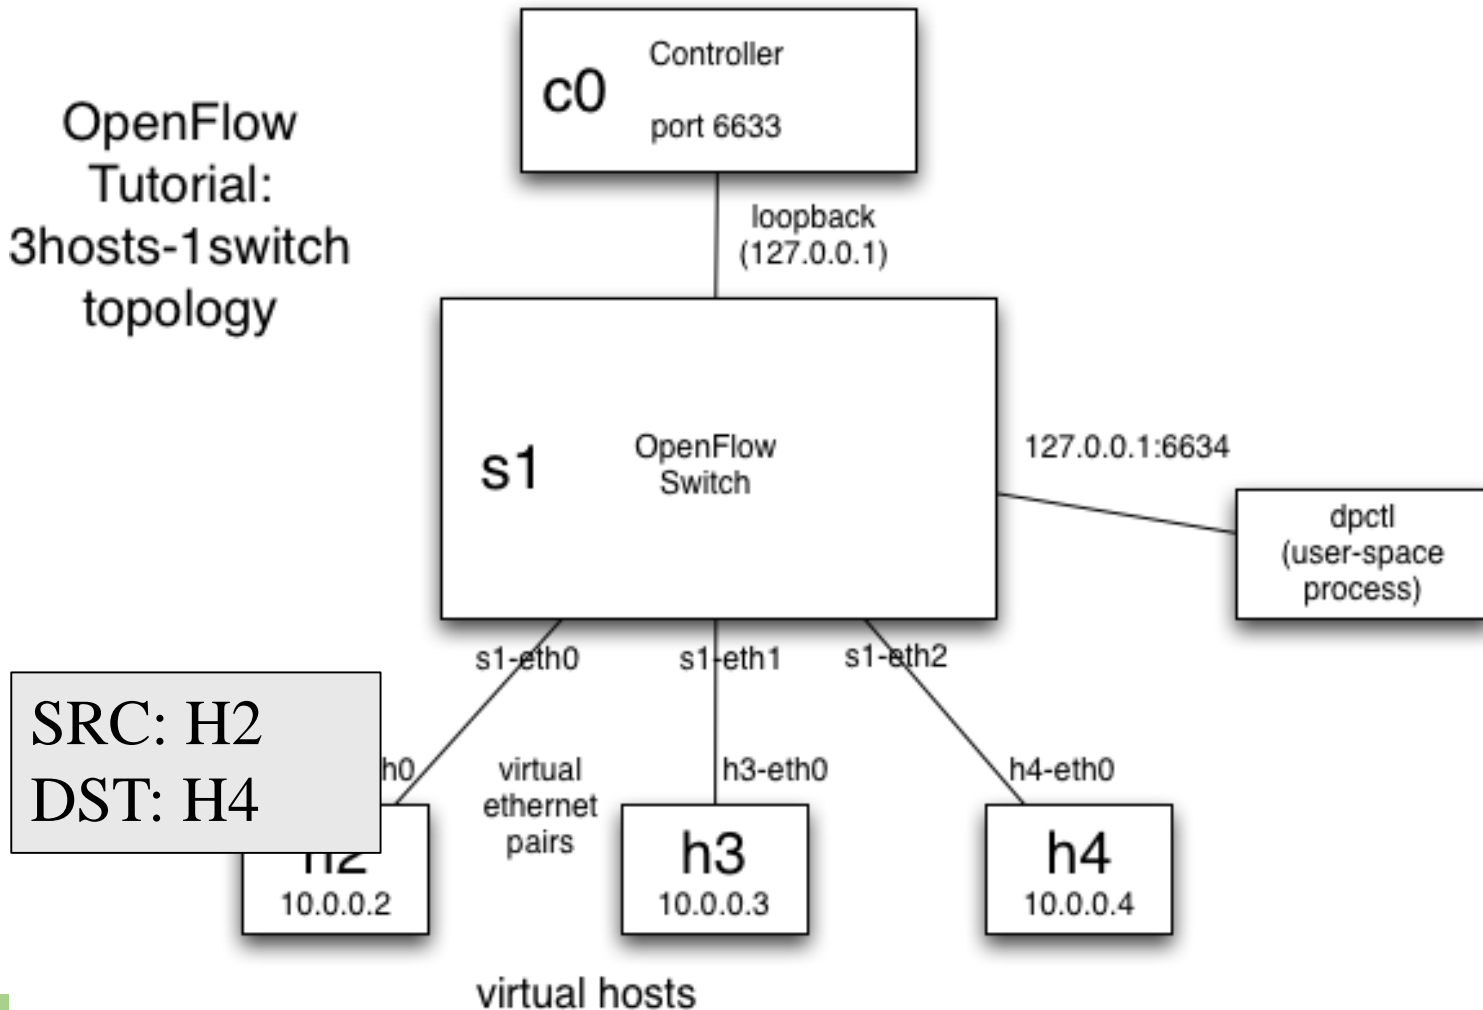 OpenFlow
Tutorial:
3hosts-1switch
topology
c0
Controller
port 6633
loopback
(127.0.0.1)
s1
OpenFlow
Switch
127.0.0.1:6634
dpctl
(user-space
process)
s1-eth0
s1-eth1
s1-eth2
SRC: H2
DST: H4
h0
virtual
ethernet
pairs
h3-eth0
h4-eth0
h2
10.0.0.2
h3
10.0.0.3
h4
10.0.0.4
virtual hosts